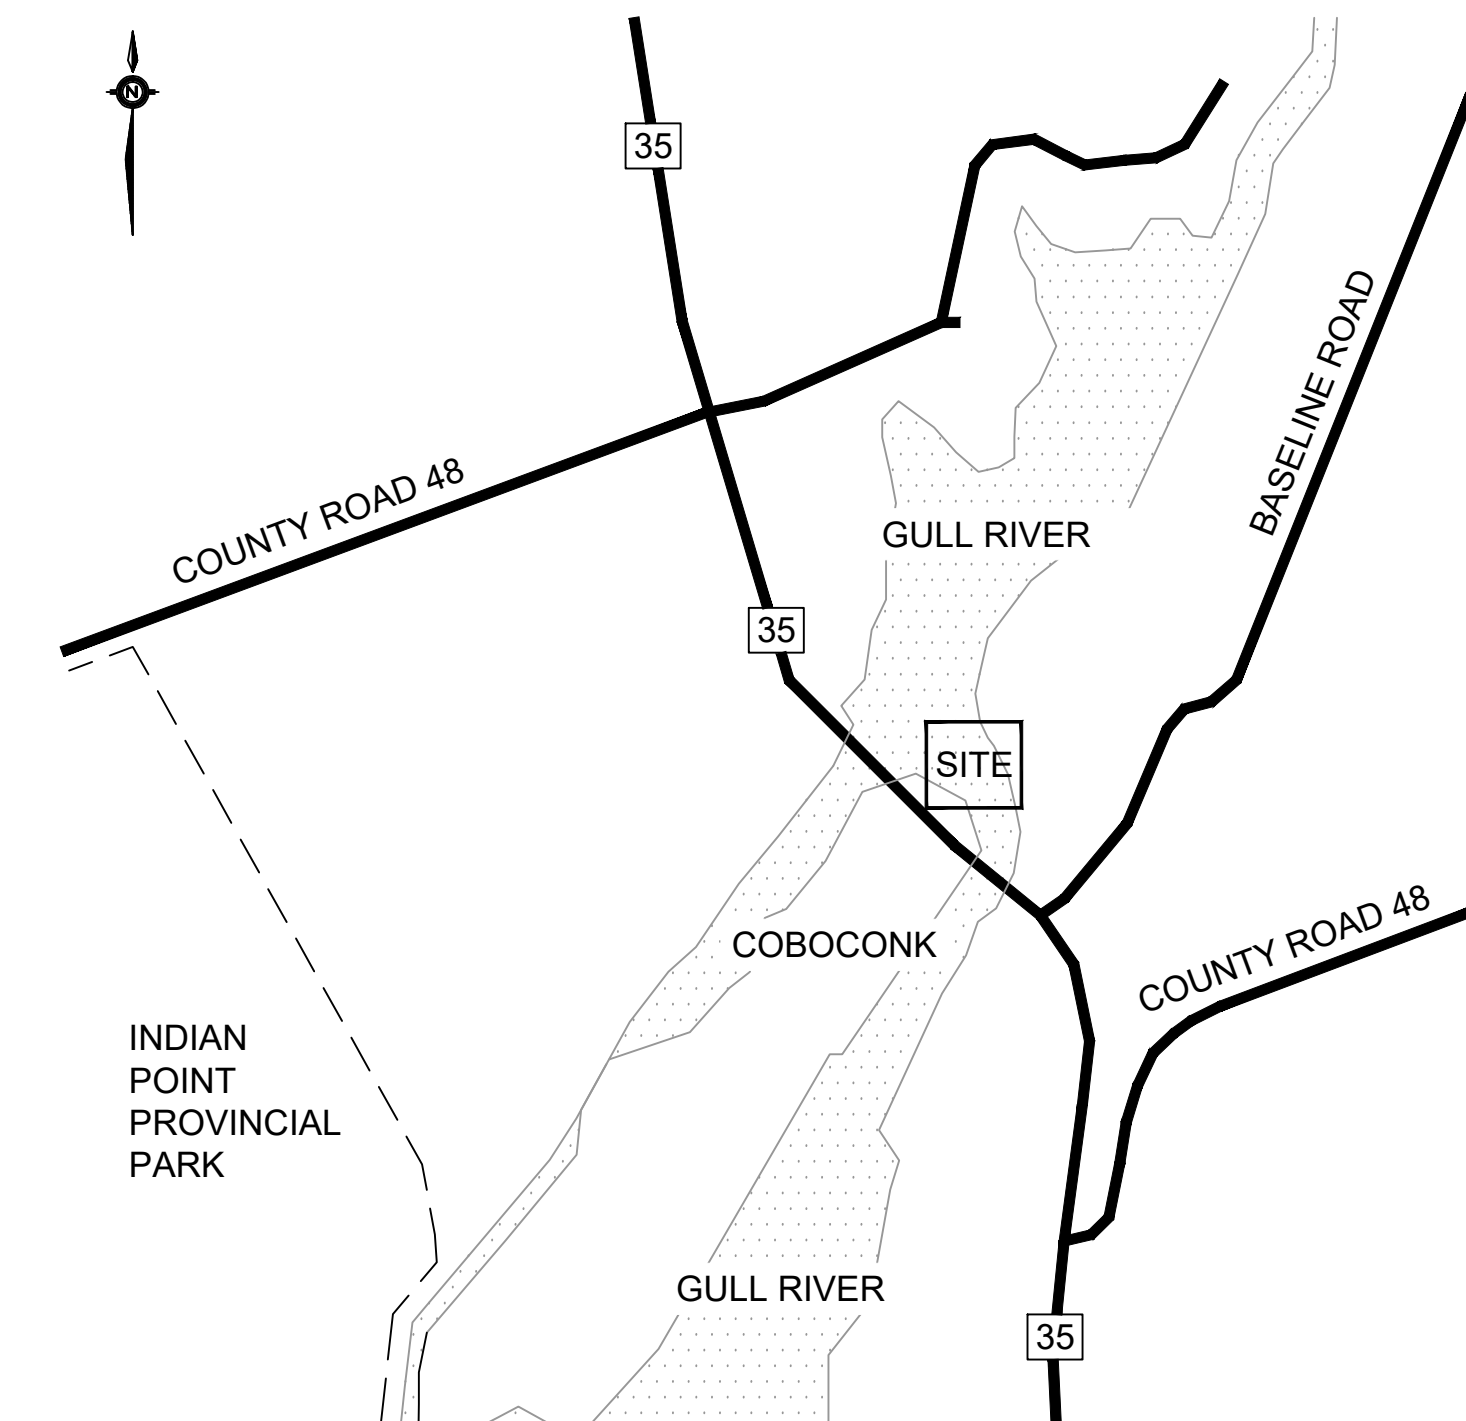 N
35
BASELINE ROAD
COUNTY ROAD 48
GULL RIVER
35
SITE
COBOCONK
COUNTY ROAD 48
INDIAN
POINT
PROVINCIAL
PARK
GULL RIVER
35